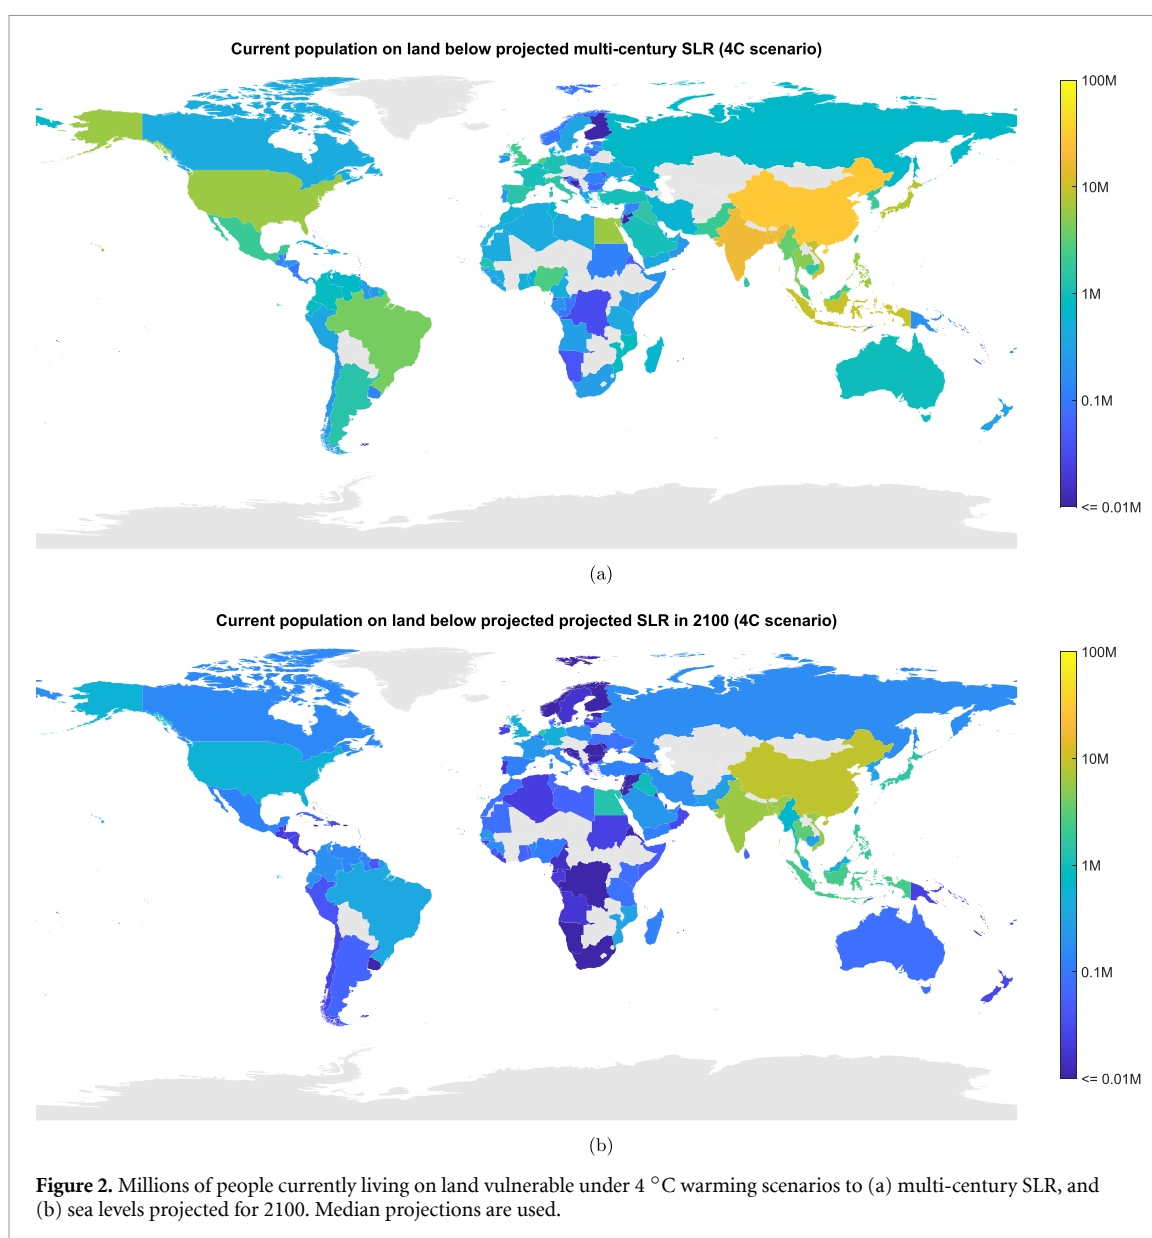 Current population on land below projected multi-century SLR (4C scenario)
100M
10M
1M
0.1M
<= 0.01M
(a)
Current population on land below projected projected SLR in 2100 (4C scenario)
100M
10M
1M
0.1M
<= 0.01M
(b)
Figure 2. Millions of people currently living on land vulnerable under 4 °C warming scenarios to (a) multi-century SLR, and
(b) sea levels projected for 2100. Median projections are used.